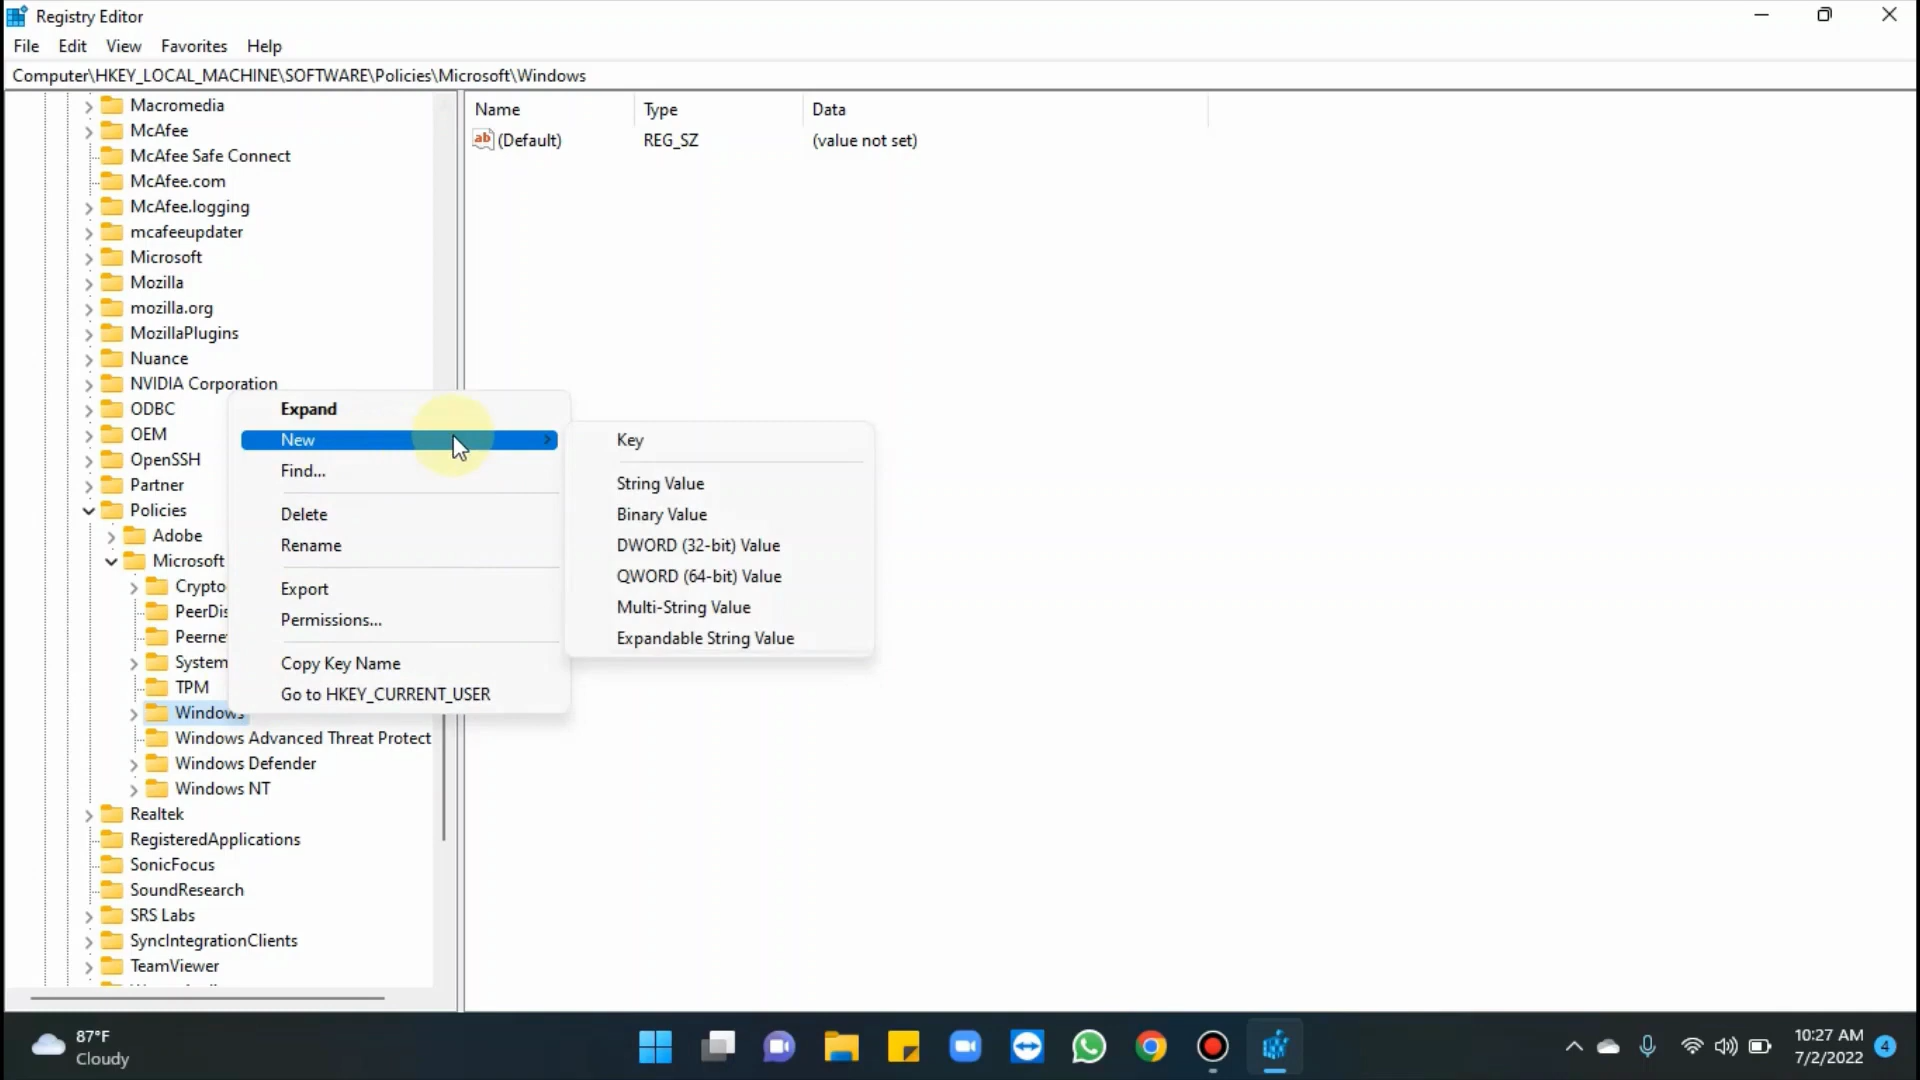 Registry Editor
File Edit View Favorites Help
Computer\HKEY_LOCAL_MACHINE\SOFTWARE\Policies\Microsoft\Windows
Name Type Data
ab (Default) REG_SZ (value not set)
Macromedia
McAfee
McAfee Safe Connect
McAfee.com
McAfee.logging
mcafeeupdater
Microsoft
Mozilla
mozilla.org
MozillaPlugins
Nuance
NVIDIA Corporation
ODBC
OEM
OpenSSH
Partner
Policies
Adobe
Microsoft
Crypto
PeerDis
Peerne
System
TPM
Windows
Windows Advanced Threat Protect
Windows Defender
Windows NT
Realtek
RegisteredApplications
SonicFocus
SoundResearch
SRS Labs
SyncIntegrationClients
TeamViewer
Expand
New
Find...
Delete
Rename
Export
Permissions...
Copy Key Name
Go to HKEY_CURRENT_USER
Key
String Value
Binary Value
DWORD (32-bit) Value
QWORD (64-bit) Value
Multi-String Value
Expandable String Value
87°F
Cloudy
10:27 AM
7/2/2022
4